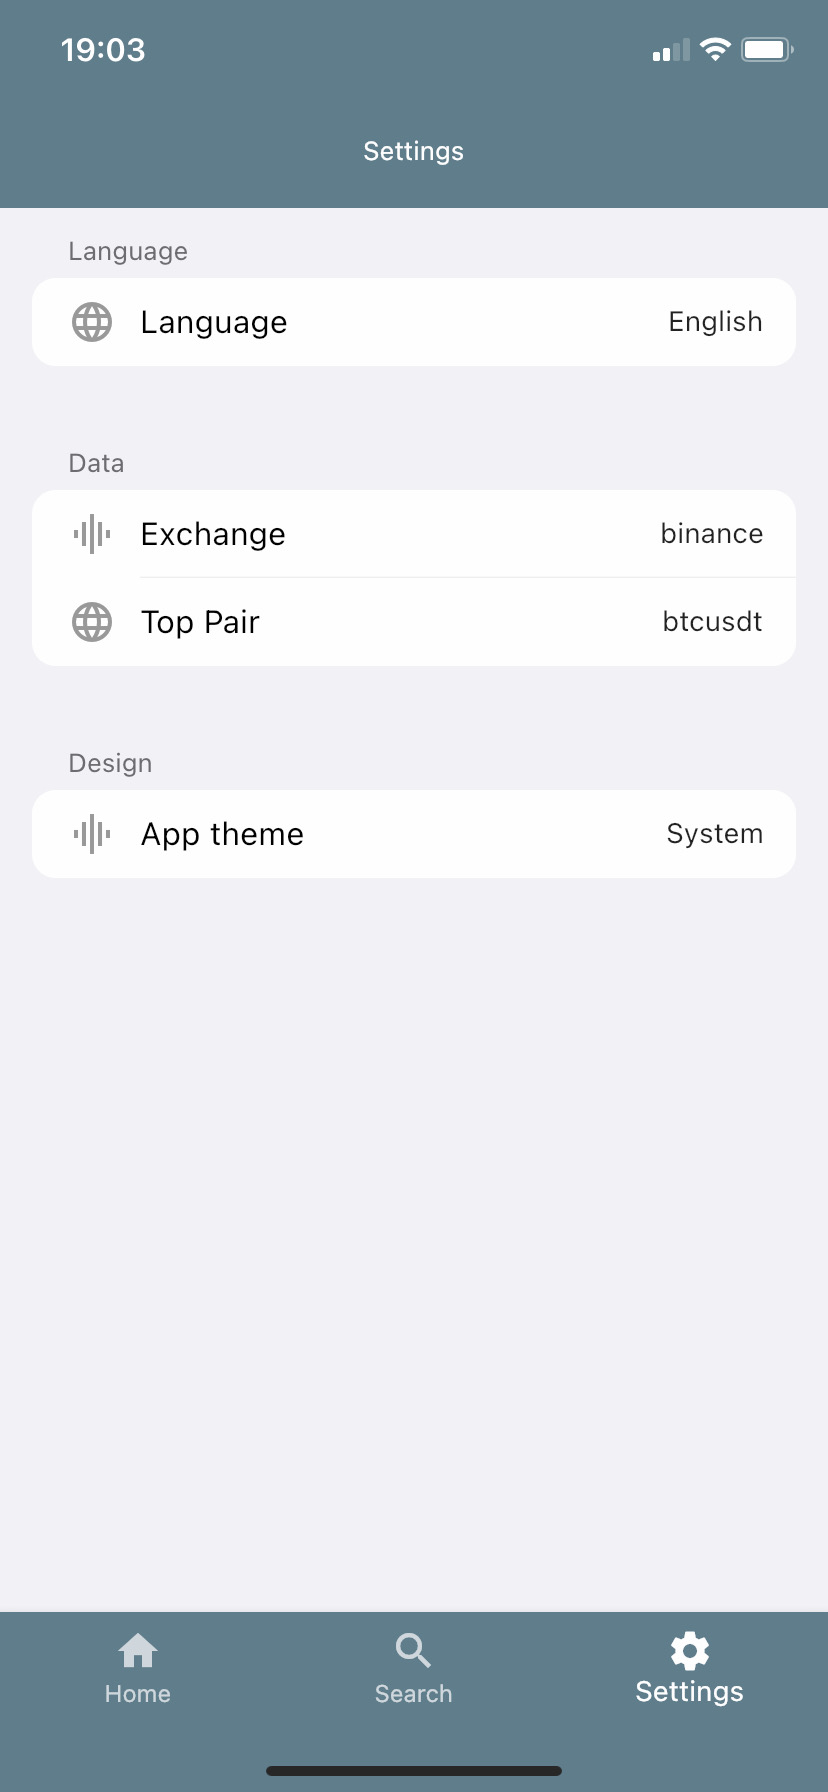 19:03
Settings
Language
Language English
Data
Exchange binance
Top Pair btcusdt
Design
App theme System
Home Search Settings